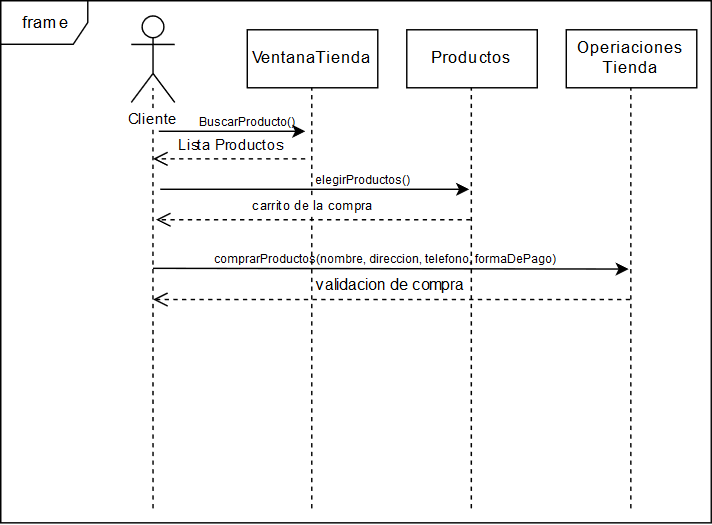 frame
VentanaTienda
Productos
Operiaciones
Tienda
Cliente
BuscarProducto()
Lista Productos
elegirProductos()
carrito de la compra
comprarProductos(nombre, direccion, telefono, formaDePago)
validacion de compra